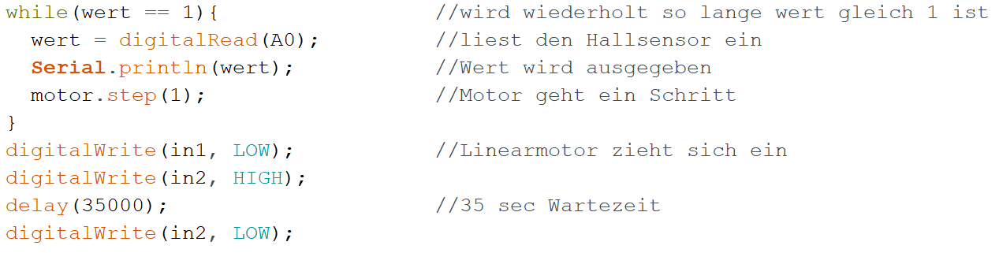 while(wert == 1){ //wird wiederholt so lange wert gleich 1 ist
  wert = digitalRead(A0); //liest den Hallsensor ein
  Serial.println(wert); //Wert wird ausgegeben
  motor.step(1); //Motor geht ein Schritt
}
digitalWrite(in1, LOW); //Linearmotor zieht sich ein
digitalWrite(in2, HIGH);
delay(35000); //35 sec Wartezeit
digitalWrite(in2, LOW);